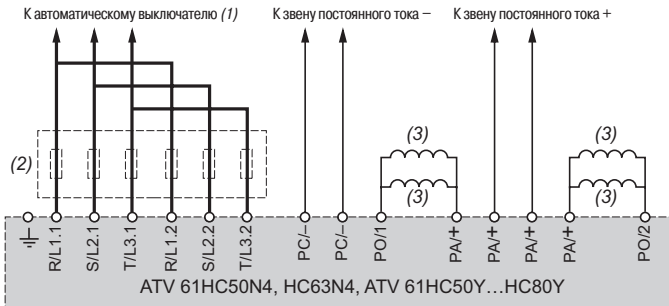 К автоматическому выключателю (1)
К звену постоянного тока –
К звену постоянного тока +
(2)
(3)
(3)
(3)
(3)
R/L1.1
S/L2.1
T/L3.1
R/L1.2
S/L2.2
T/L3.2
PC/–
PC/–
PO/1
PA/+
PA/+
PA/+
PA/+
PO/2
ATV 61HC50N4, HC63N4, ATV 61HC50Y…HC80Y